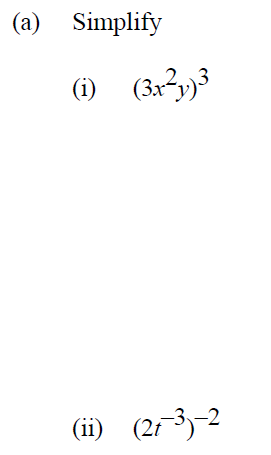 (a) Simplify
(i) (3x²y)³
(ii) (2t⁻³)⁻²